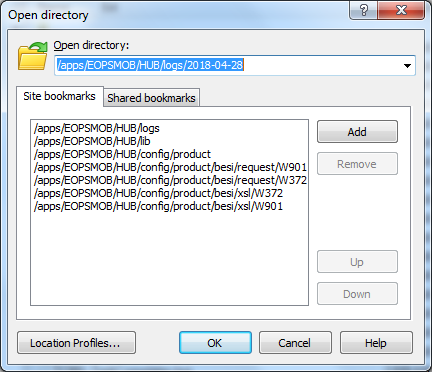 Open directory
?
Open directory:
/apps/EOPSMOB/HUB/logs/2018-04-28
Site bookmarks
Shared bookmarks
/apps/EOPSMOB/HUB/logs
/apps/EOPSMOB/HUB/lib
/apps/EOPSMOB/HUB/config/product
/apps/EOPSMOB/HUB/config/product/besi/request/W901
/apps/EOPSMOB/HUB/config/product/besi/request/W372
/apps/EOPSMOB/HUB/config/product/besi/xsl/W372
/apps/EOPSMOB/HUB/config/product/besi/xsl/W901
Add
Remove
Up
Down
Location Profiles...
OK
Cancel
Help